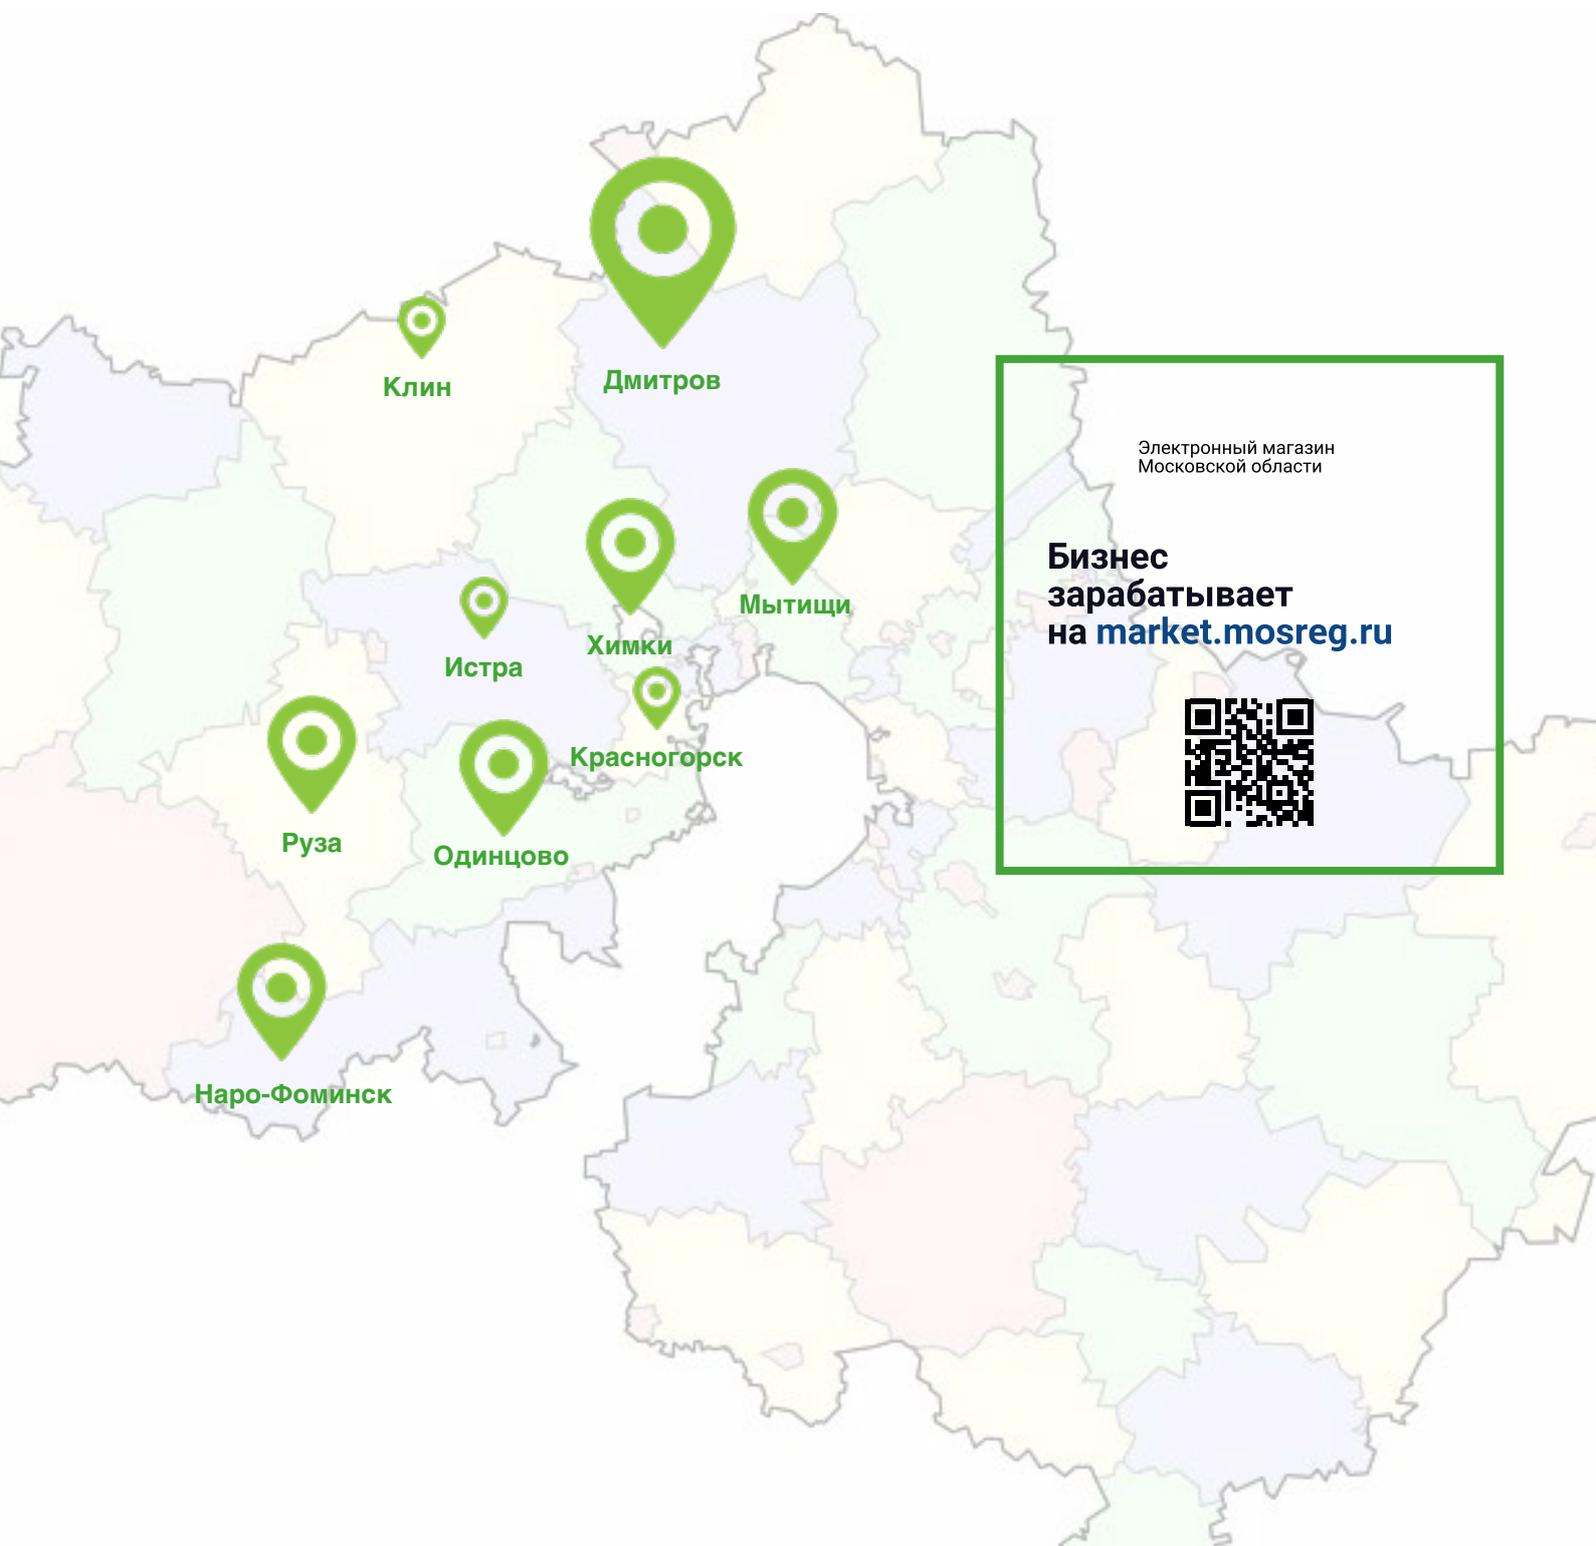 Дмитров
Клин
Мытищи
Химки
Истра
Красногорск
Руза
Одинцово
Наро-Фоминск
Электронный магазин
Московской области
Бизнес
зарабатывает
на market.mosreg.ru